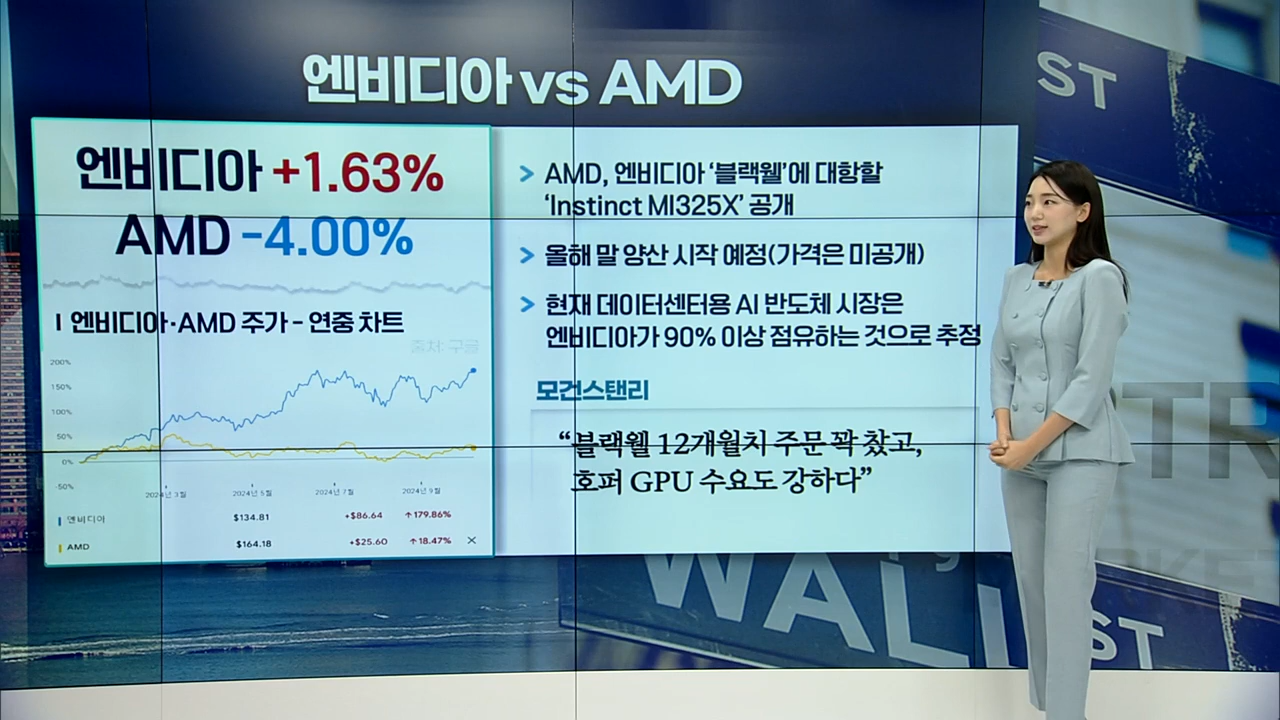 엔비디아 vs AMD
엔비디아 +1.63%
AMD -4.00%
엔비디아·AMD 주가 - 연중 차트
출처: 구글
200%
150%
100%
50%
0%
-50%
2024년 3월 2024년 5월 2024년 7월 2024년 9월
엔비디아 $134.81 +$86.64 ↑179.86%
AMD $164.18 +$25.60 ↑18.47% ×
> AMD, 엔비디아 ‘블랙웰’에 대항할
‘Instinct MI325X’ 공개
> 올해 말 양산 시작 예정(가격은 미공개)
> 현재 데이터센터용 AI 반도체 시장은
엔비디아가 90% 이상 점유하는 것으로 추정
모건스탠리
“블랙웰 12개월치 주문 꽉 찼고,
호퍼 GPU 수요도 강하다”
ST
TR
WALL
ST